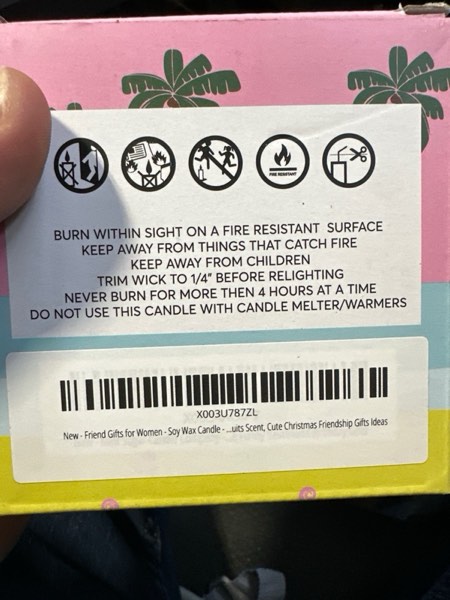 FIRE RESISTANT
BURN WITHIN SIGHT ON A FIRE RESISTANT SURFACE
KEEP AWAY FROM THINGS THAT CATCH FIRE
KEEP AWAY FROM CHILDREN
TRIM WICK TO 1/4" BEFORE RELIGHTING
NEVER BURN FOR MORE THEN 4 HOURS AT A TIME
DO NOT USE THIS CANDLE WITH CANDLE MELTER/WARMERS
X003U787ZL
New - Friend Gifts for Women - Soy Wax Candle - ...uits Scent, Cute Christmas Friendship Gifts Ideas